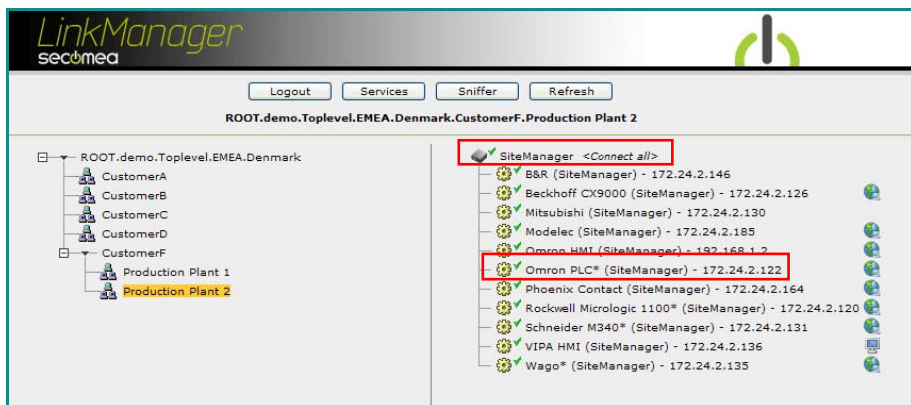 LinkManager
secomea
Logout Services Sniffer Refresh
ROOT.demo.Toplevel.EMEA.Denmark.CustomerF.Production Plant 2
ROOT.demo.Toplevel.EMEA.Denmark
CustomerA
CustomerB
CustomerC
CustomerD
CustomerF
Production Plant 1
Production Plant 2
SiteManager <Connect all>
B&R (SiteManager) - 172.24.2.146
Beckhoff CX9000 (SiteManager) - 172.24.2.126
Mitsubishi (SiteManager) - 172.24.2.130
Modelec (SiteManager) - 172.24.2.185
Omron HMI (SiteManager) - 192.168.1.2
Omron PLC* (SiteManager) - 172.24.2.122
Phoenix Contact (SiteManager) - 172.24.2.164
Rockwell Micrologic 1100* (SiteManager) - 172.24.2.120
Schneider M340* (SiteManager) - 172.24.2.131
VIPA HMI (SiteManager) - 172.24.2.136
Wago* (SiteManager) - 172.24.2.135